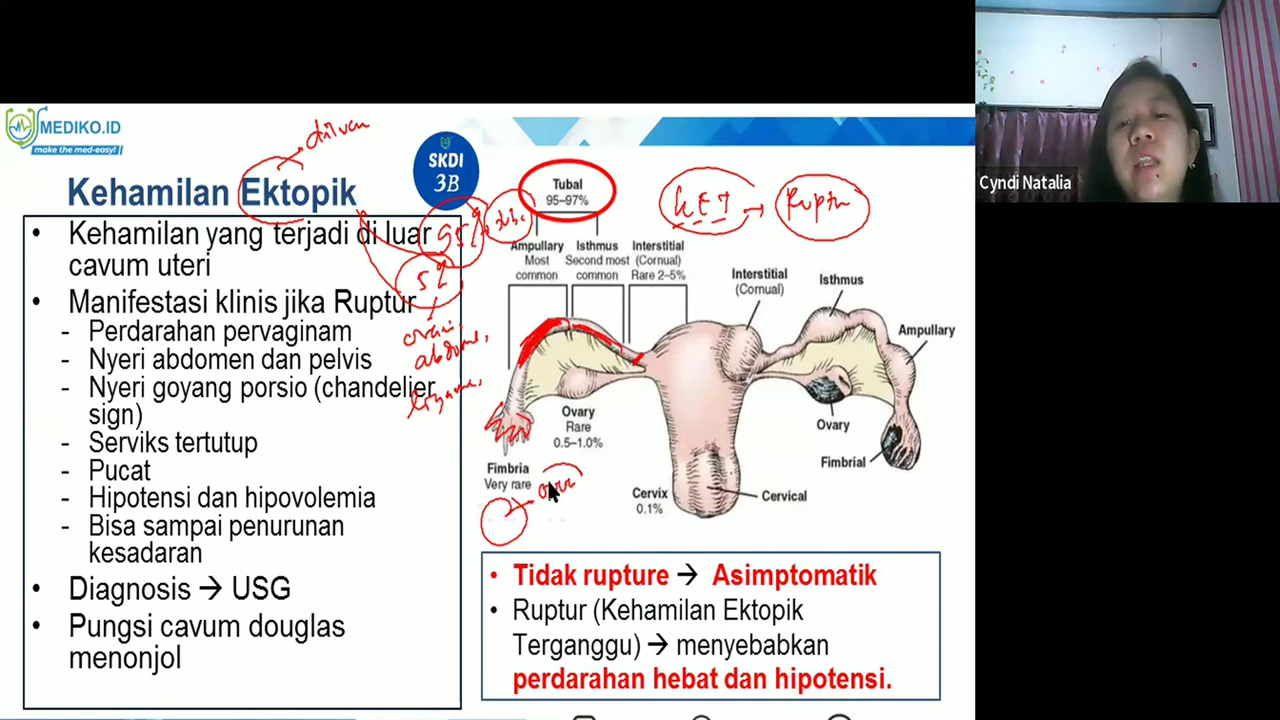 MEDIKO.ID
make the med-easy!
diluar
SKDI
3B
Kehamilan Ektopik
Kehamilan yang terjadi di luar
cavum uteri
Manifestasi klinis jika Ruptur
- Perdarahan pervaginam
- Nyeri abdomen dan pelvis
- Nyeri goyang porsio (chandelier
sign)
- Serviks tertutup
- Pucat
- Hipotensi dan hipovolemia
- Bisa sampai penurunan
kesadaran
Diagnosis → USG
Pungsi cavum douglas
menonjol
95%
5%
Tubal
95–97%
KET → Ruptur
Ampullary
Most
common
Isthmus
Second most
common
Interstitial
(Cornual)
Rare 2–5%
Interstitial
(Cornual)
Isthmus
Ampullary
Ovary
Rare
0.5–1.0%
Ovary
Fimbrial
Fimbria
Very rare
Cervix
0.1%
Cervical
Tidak rupture → Asimptomatik
Ruptur (Kehamilan Ektopik
Terganggu) → menyebabkan
perdarahan hebat dan hipotensi.
Cyndi Natalia